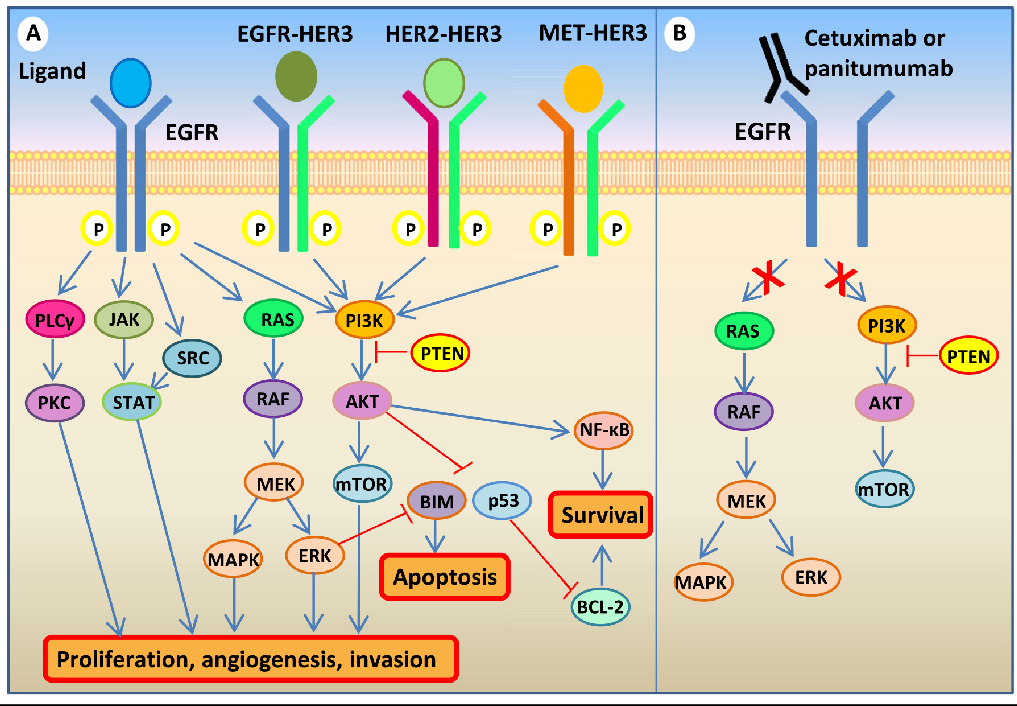 A
EGFR-HER3
HER2-HER3
MET-HER3
Ligand
EGFR
P
P
P
P
P
P
P
P
PLCγ
JAK
RAS
PI3K
SRC
PTEN
PKC
STAT
RAF
AKT
NF-κB
MEK
mTOR
BIM
p53
Survival
MAPK
ERK
Apoptosis
BCL-2
Proliferation, angiogenesis, invasion
B
Cetuximab or
panitumumab
EGFR
RAS
PI3K
PTEN
RAF
AKT
MEK
mTOR
MAPK
ERK